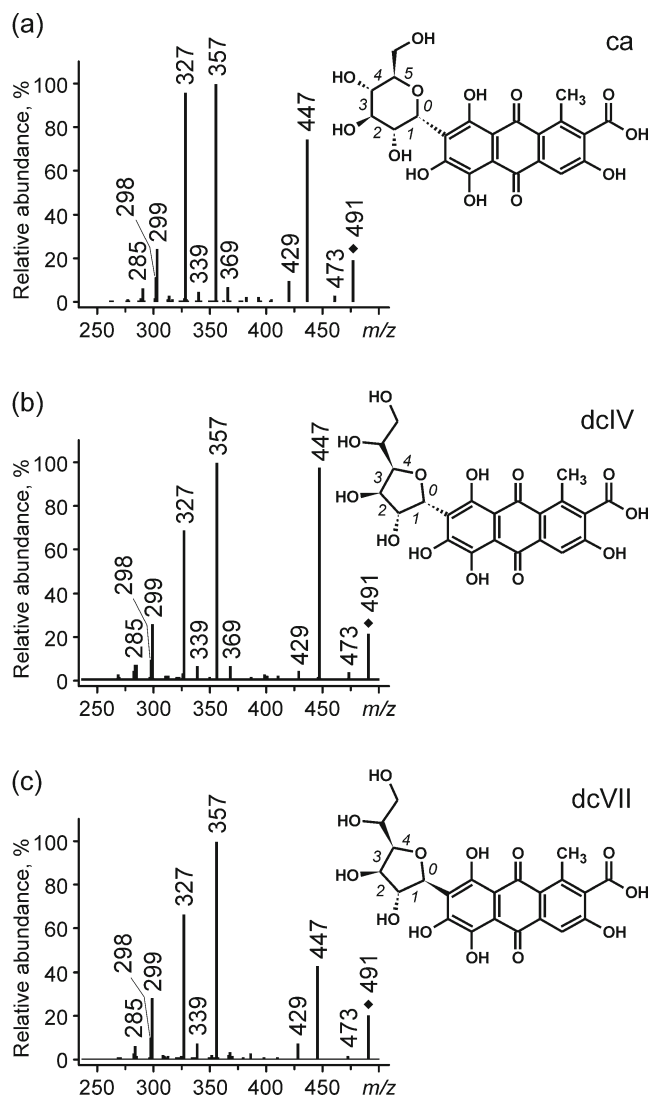 (a)
ca
Relative abundance, %
100
80
60
40
20
0
285
298
299
327
339
357
369
429
447
473
491
250 300 350 400 450 m/z
OH
HO
HO
OH
O
4 5
3 0
2 1
OH O CH3 O
OH
HO OH O OH
(b)
dcIV
Relative abundance, %
100
80
60
40
20
0
285
298
299
327
339
357
369
429
447
473
491
250 300 350 400 450 m/z
HO
HO
HO
OH
O
4
3 0
2 1
OH O CH3 O
OH
HO OH O OH
(c)
dcVII
Relative abundance, %
100
80
60
40
20
0
285
298
299
327
339
357
429
447
473
491
250 300 350 400 450 m/z
HO
HO
HO
OH
O
4
3 0
2 1
OH O CH3 O
OH
HO OH O OH